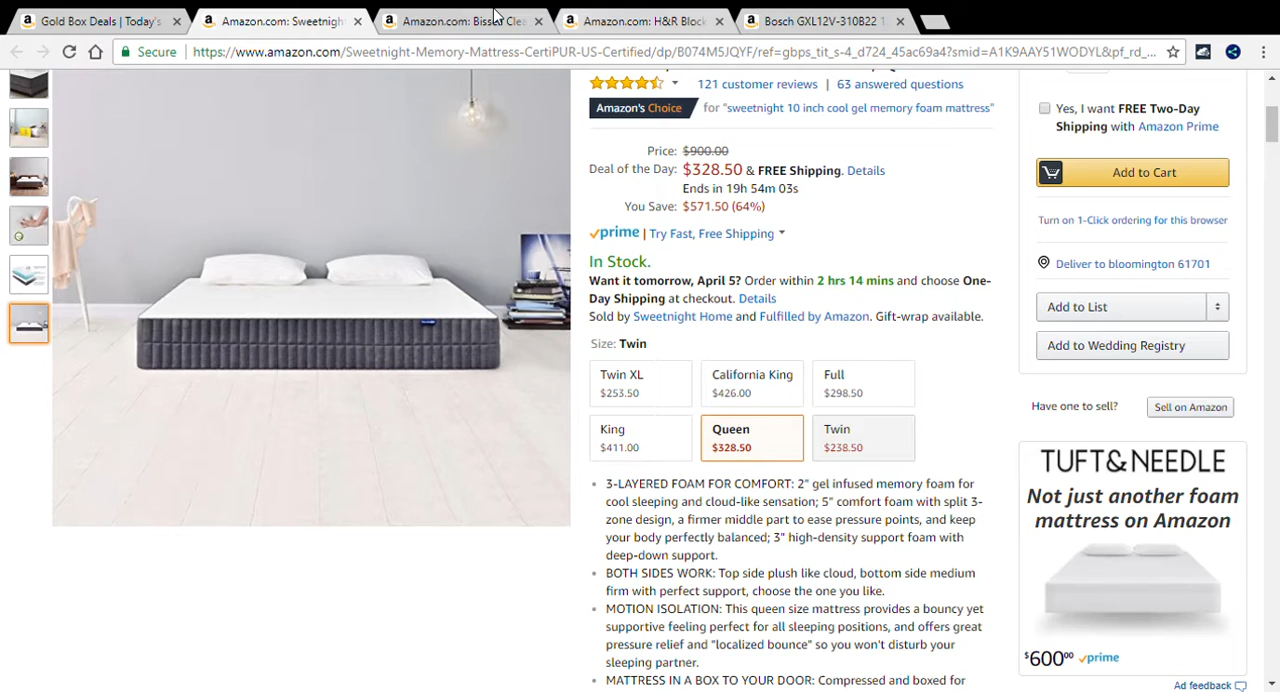 Gold Box Deals | Today's
Amazon.com: Sweetnight
Amazon.com: Bissell Clea
Amazon.com: H&R Block
Bosch GXL12V-310B22 1
Secure
https://www.amazon.com/Sweetnight-Memory-Mattress-CertiPUR-US-Certified/dp/B074M5JQYF/ref=gbps_tit_s-4_d724_45ac69a4?smid=A1K9AAY51WODYL&pf_rd_...
121 customer reviews | 63 answered questions
Amazon's Choice for "sweetnight 10 inch cool gel memory foam mattress"
Price: $900.00
Deal of the Day: $328.50 & FREE Shipping. Details
Ends in 19h 54m 03s
You Save: $571.50 (64%)
prime | Try Fast, Free Shipping
In Stock.
Want it tomorrow, April 5? Order within 2 hrs 14 mins and choose One-
Day Shipping at checkout. Details
Sold by Sweetnight Home and Fulfilled by Amazon. Gift-wrap available.
Size: Twin
Twin XL
$253.50
California King
$426.00
Full
$298.50
King
$411.00
Queen
$328.50
Twin
$238.50
3-LAYERED FOAM FOR COMFORT: 2" gel infused memory foam for
cool sleeping and cloud-like sensation; 5" comfort foam with split 3-
zone design, a firmer middle part to ease pressure points, and keep
your body perfectly balanced; 3" high-density support foam with
deep-down support.
BOTH SIDES WORK: Top side plush like cloud, bottom side medium
firm with perfect support, choose the one you like.
MOTION ISOLATION: This queen size mattress provides a bouncy yet
supportive feeling perfect for all sleeping positions, and offers great
pressure relief and "localized bounce" so you won't disturb your
sleeping partner.
MATTRESS IN A BOX TO YOUR DOOR: Compressed and boxed for
Yes, I want FREE Two-Day
Shipping with Amazon Prime
Add to Cart
Turn on 1-Click ordering for this browser
Deliver to bloomington 61701
Add to List
Add to Wedding Registry
Have one to sell?
Sell on Amazon
TUFT&NEEDLE
Not just another foam
mattress on Amazon
$60000 prime
Ad feedback